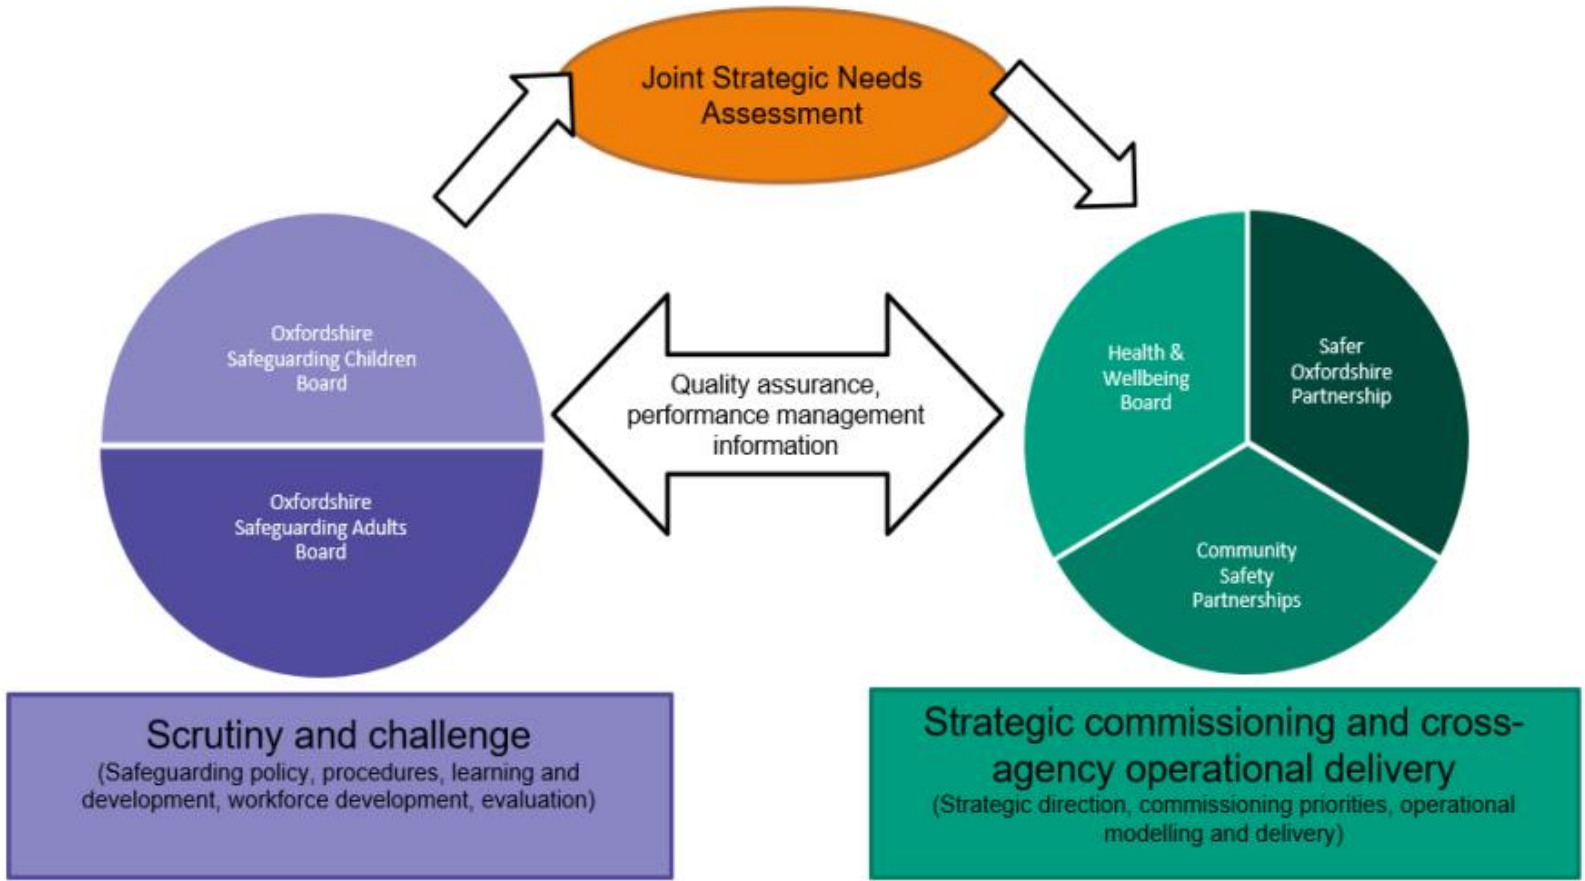 Joint Strategic Needs
Assessment
Oxfordshire
Safeguarding Children
Board
Oxfordshire
Safeguarding Adults
Board
Quality assurance,
performance management
information
Health &
Wellbeing
Board
Safer
Oxfordshire
Partnership
Community
Safety
Partnerships
Scrutiny and challenge
(Safeguarding policy, procedures, learning and
development, workforce development, evaluation)
Strategic commissioning and cross-
agency operational delivery
(Strategic direction, commissioning priorities, operational
modelling and delivery)